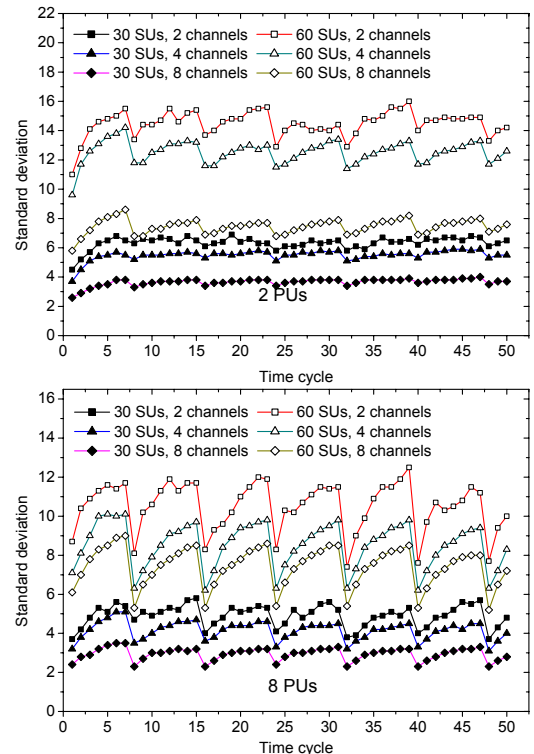 22
20
18
16
14
12
10
8
6
4
2
0
Standard deviation
30 SUs, 2 channels 60 SUs, 2 channels
30 SUs, 4 channels 60 SUs, 4 channels
30 SUs, 8 channels 60 SUs, 8 channels
2 PUs
0 5 10 15 20 25 30 35 40 45 50
Time cycle
16
14
12
10
8
6
4
2
0
Standard deviation
30 SUs, 2 channels 60 SUs, 2 channels
30 SUs, 4 channels 60 SUs, 4 channels
30 SUs, 8 channels 60 SUs, 8 channels
8 PUs
0 5 10 15 20 25 30 35 40 45 50
Time cycle